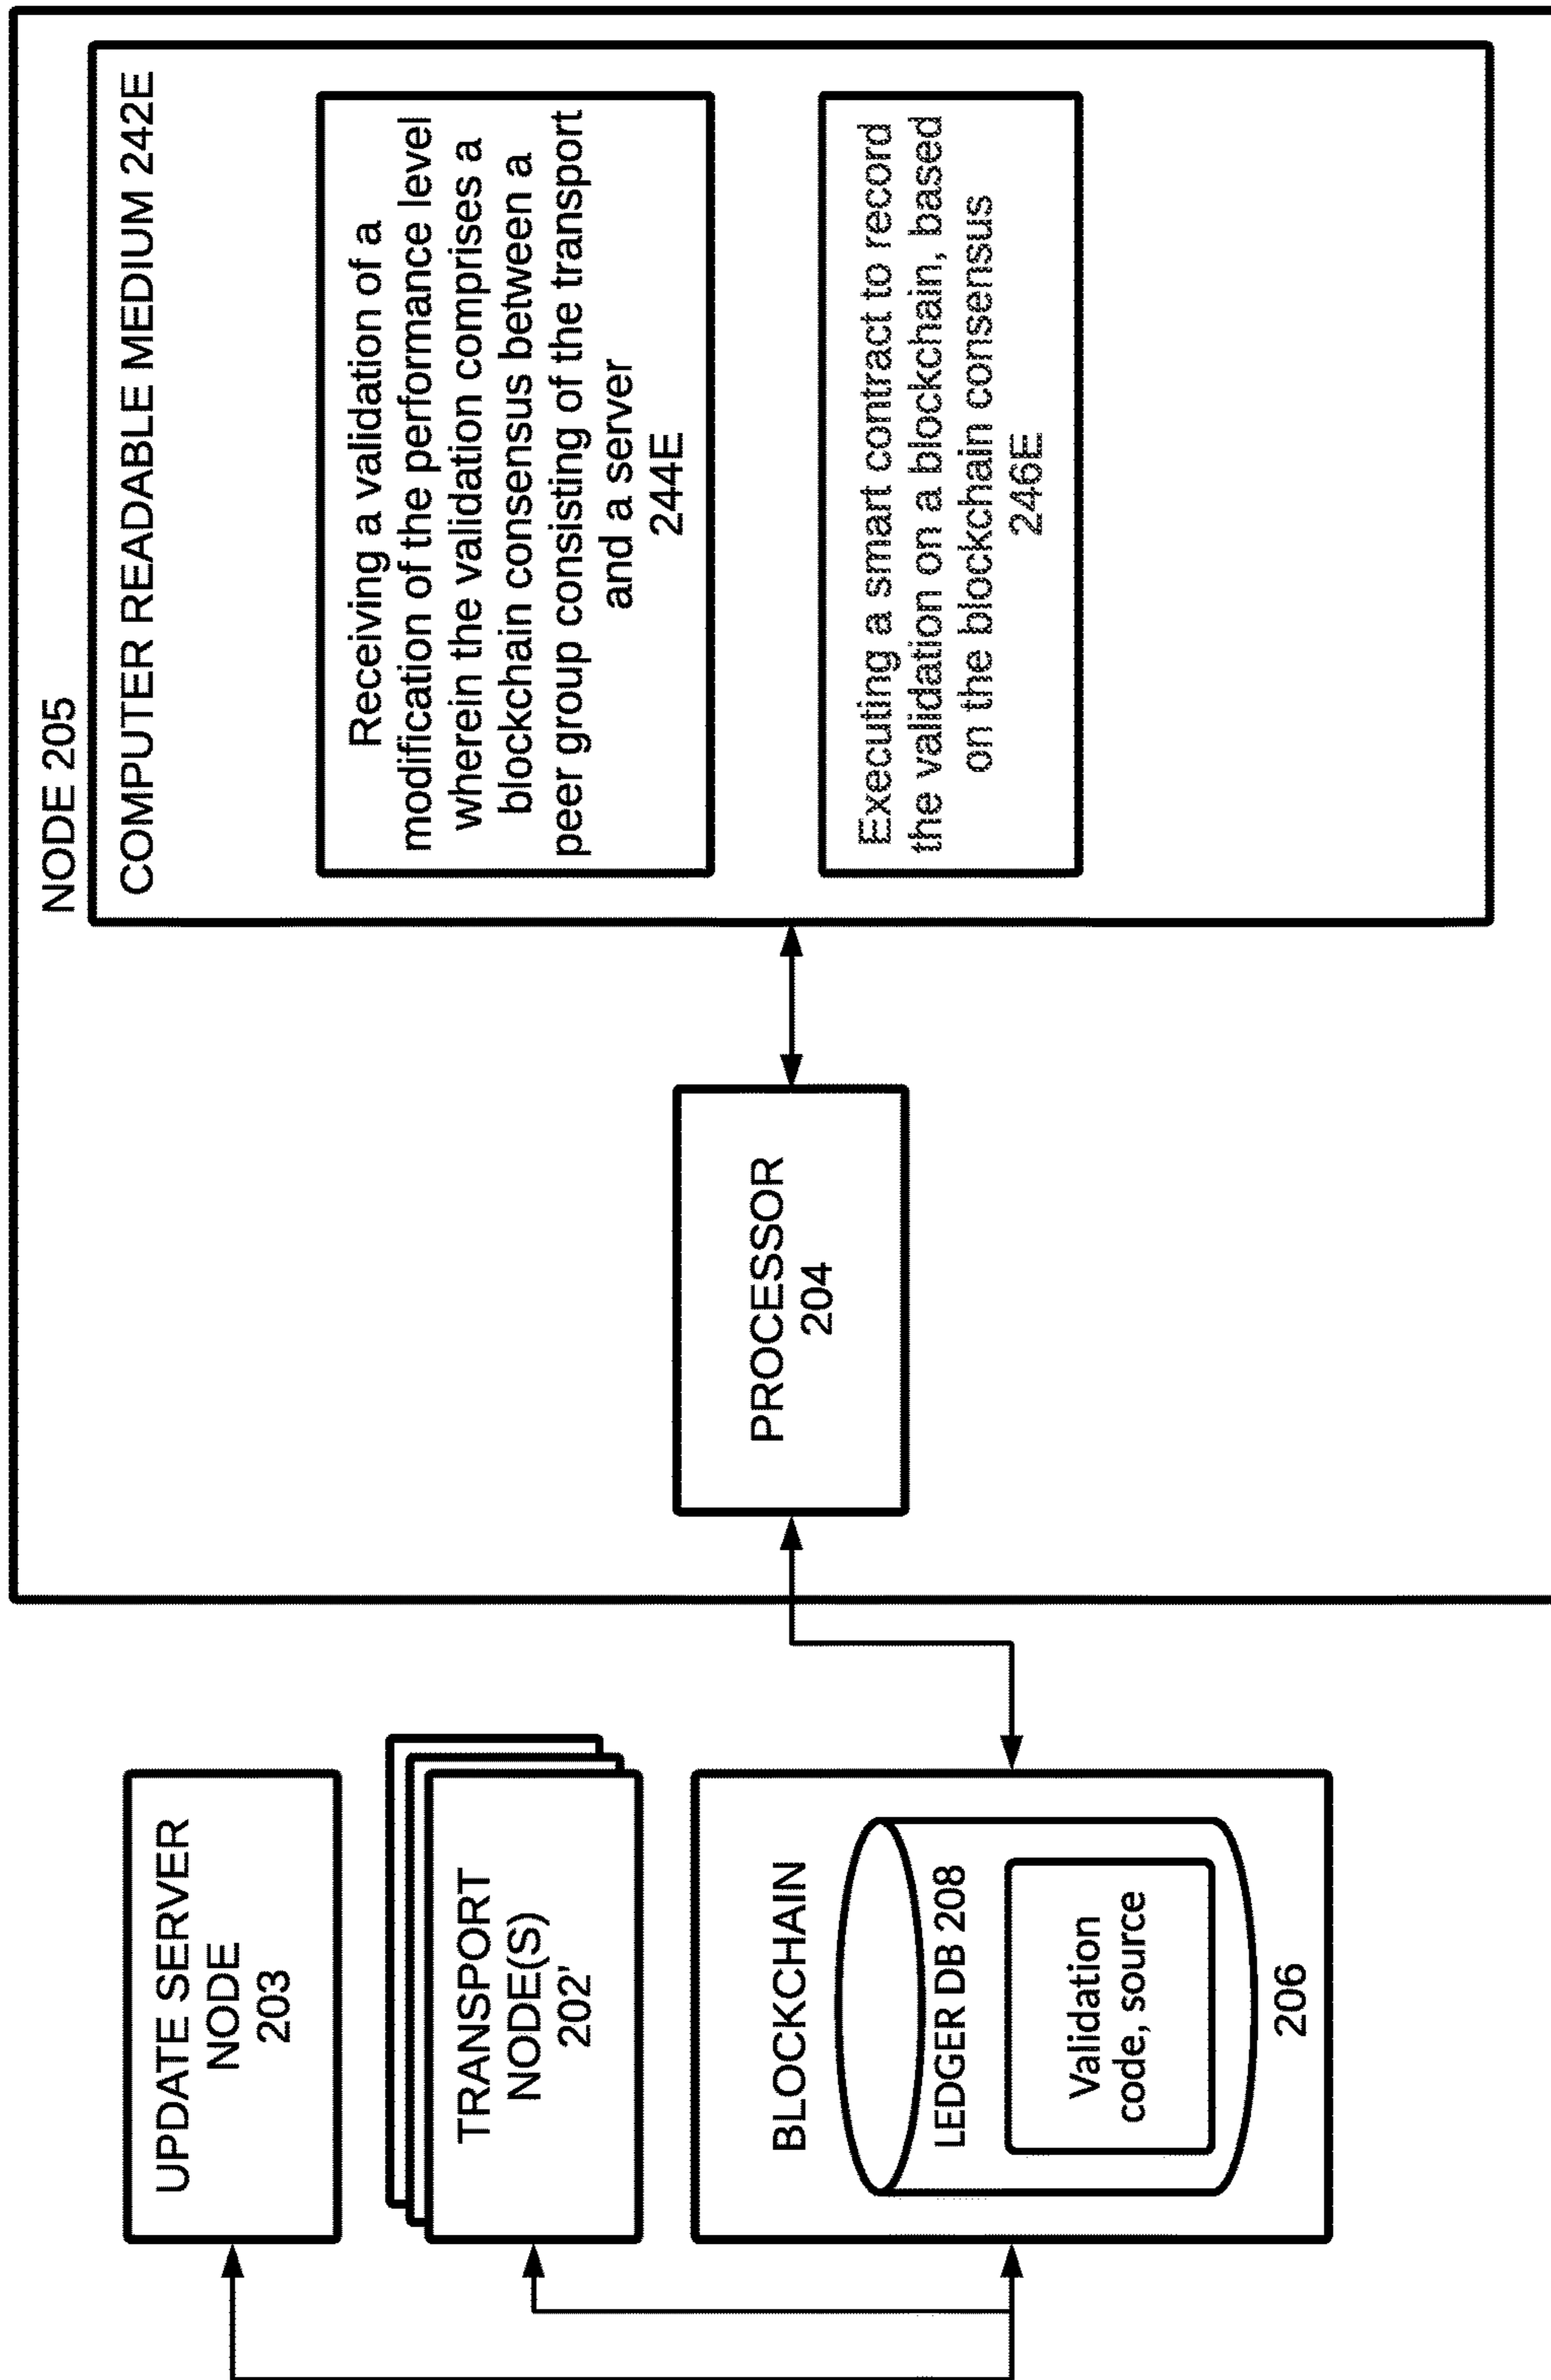 UPDATE SERVER
NODE
203
TRANSPORT
NODE(S)
202'
BLOCKCHAIN
LEDGER DB 208
Validation
code, source
206
PROCESSOR
204
NODE 205
COMPUTER READABLE MEDIUM 242E
Receiving a validation of a
modification of the performance level
wherein the validation comprises a
blockchain consensus between a
peer group consisting of the transport
and a server
244E
Executing a smart contract to record
the validation on a blockchain, based
on the blockchain consensus
246E